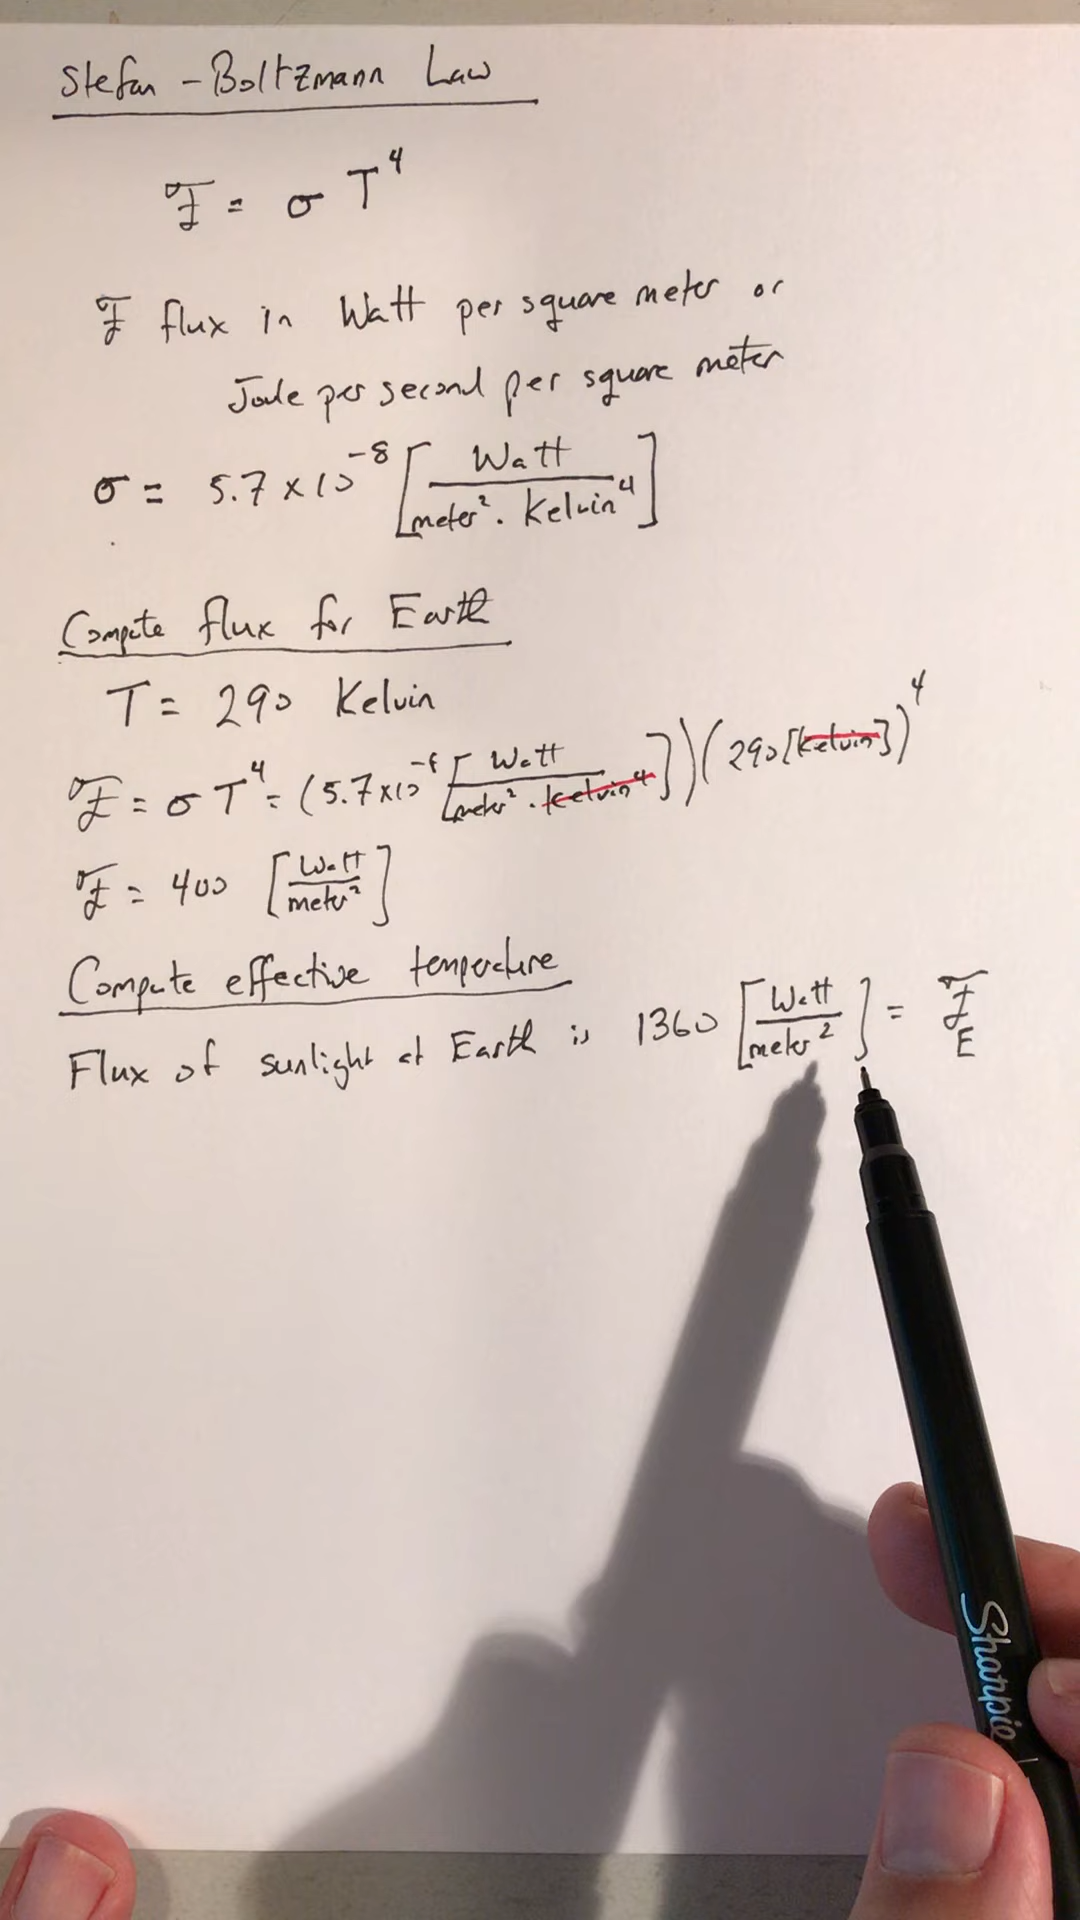 Stefan - Boltzmann Law
ℱ = σ T⁴
ℱ flux in Watt per square meter or
Joule per second per square meter
σ = 5.7 × 10⁻⁸ [Watt / meter² · Kelvin⁴]
Compute flux for Earth
T = 290 Kelvin
ℱ = σ T⁴ = (5.7×10⁻⁸ [Watt / meter² · Kelvin⁴]) (290 [Kelvin])⁴
ℱ = 400 [Watt / meter²]
Compute effective temperature
Flux of sunlight at Earth is 1360 [Watt / meter²] = ℱ_E
Sharpie